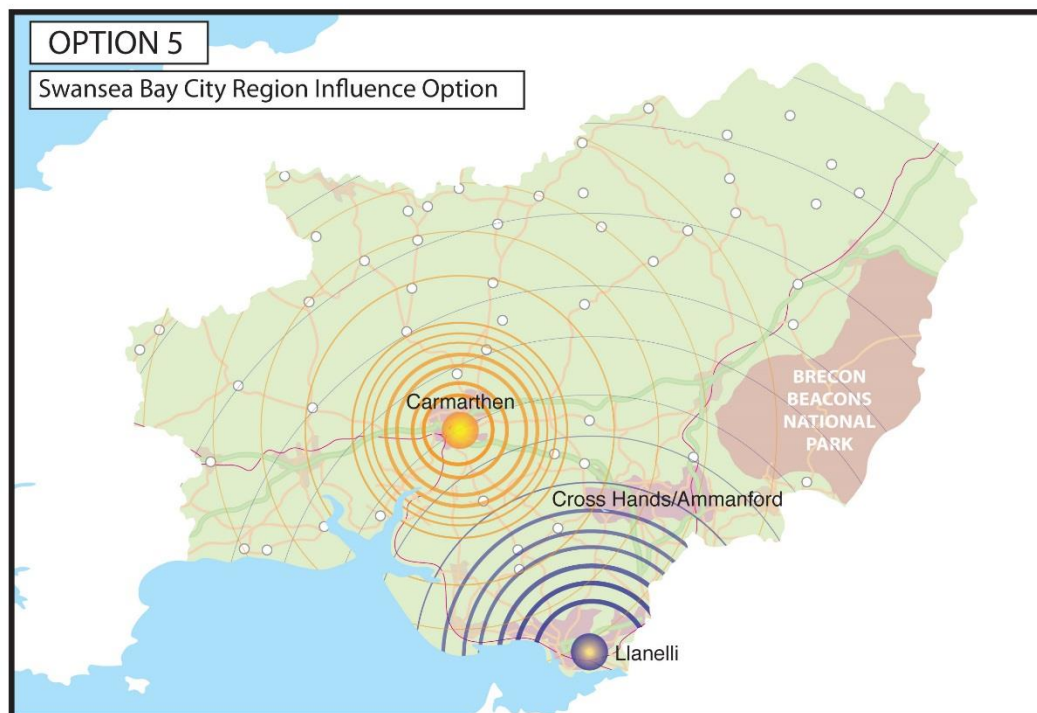 OPTION 5
Swansea Bay City Region Influence Option
BRECON
BEACONS
NATIONAL
PARK
Carmarthen
Cross Hands/Ammanford
Llanelli